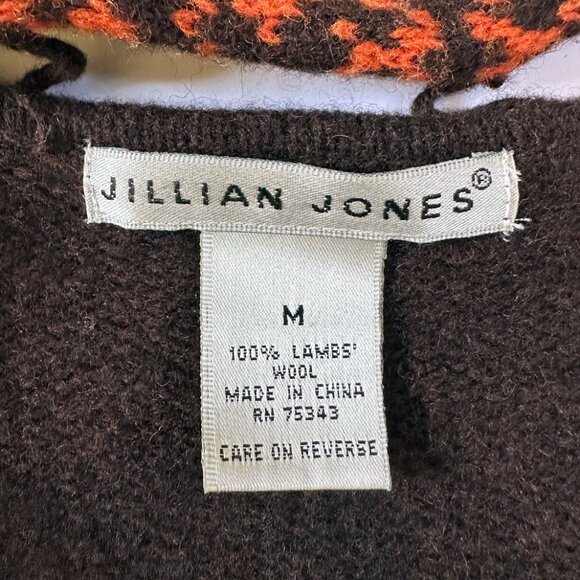 JILLIAN JONES®
M
100% LAMBS'
WOOL
MADE IN CHINA
RN 75343
CARE ON REVERSE